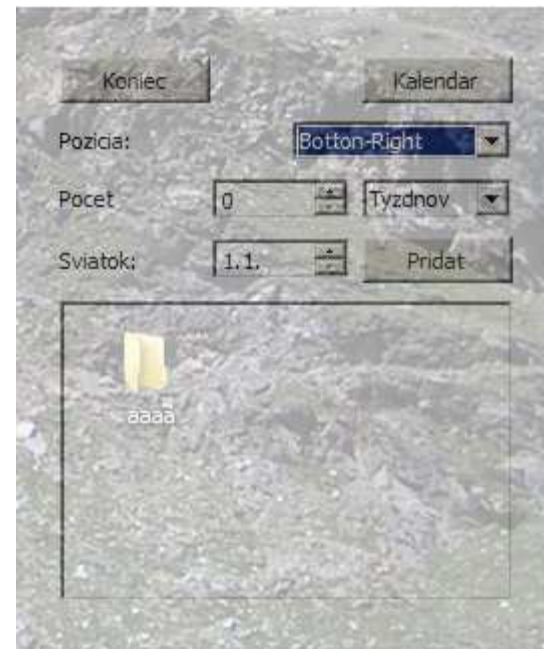 Koniec Kalendar
Pozicia: Botton-Right
Pocet 0 Tyzdnov
Sviatok: 1.1. Pridat
aaaa